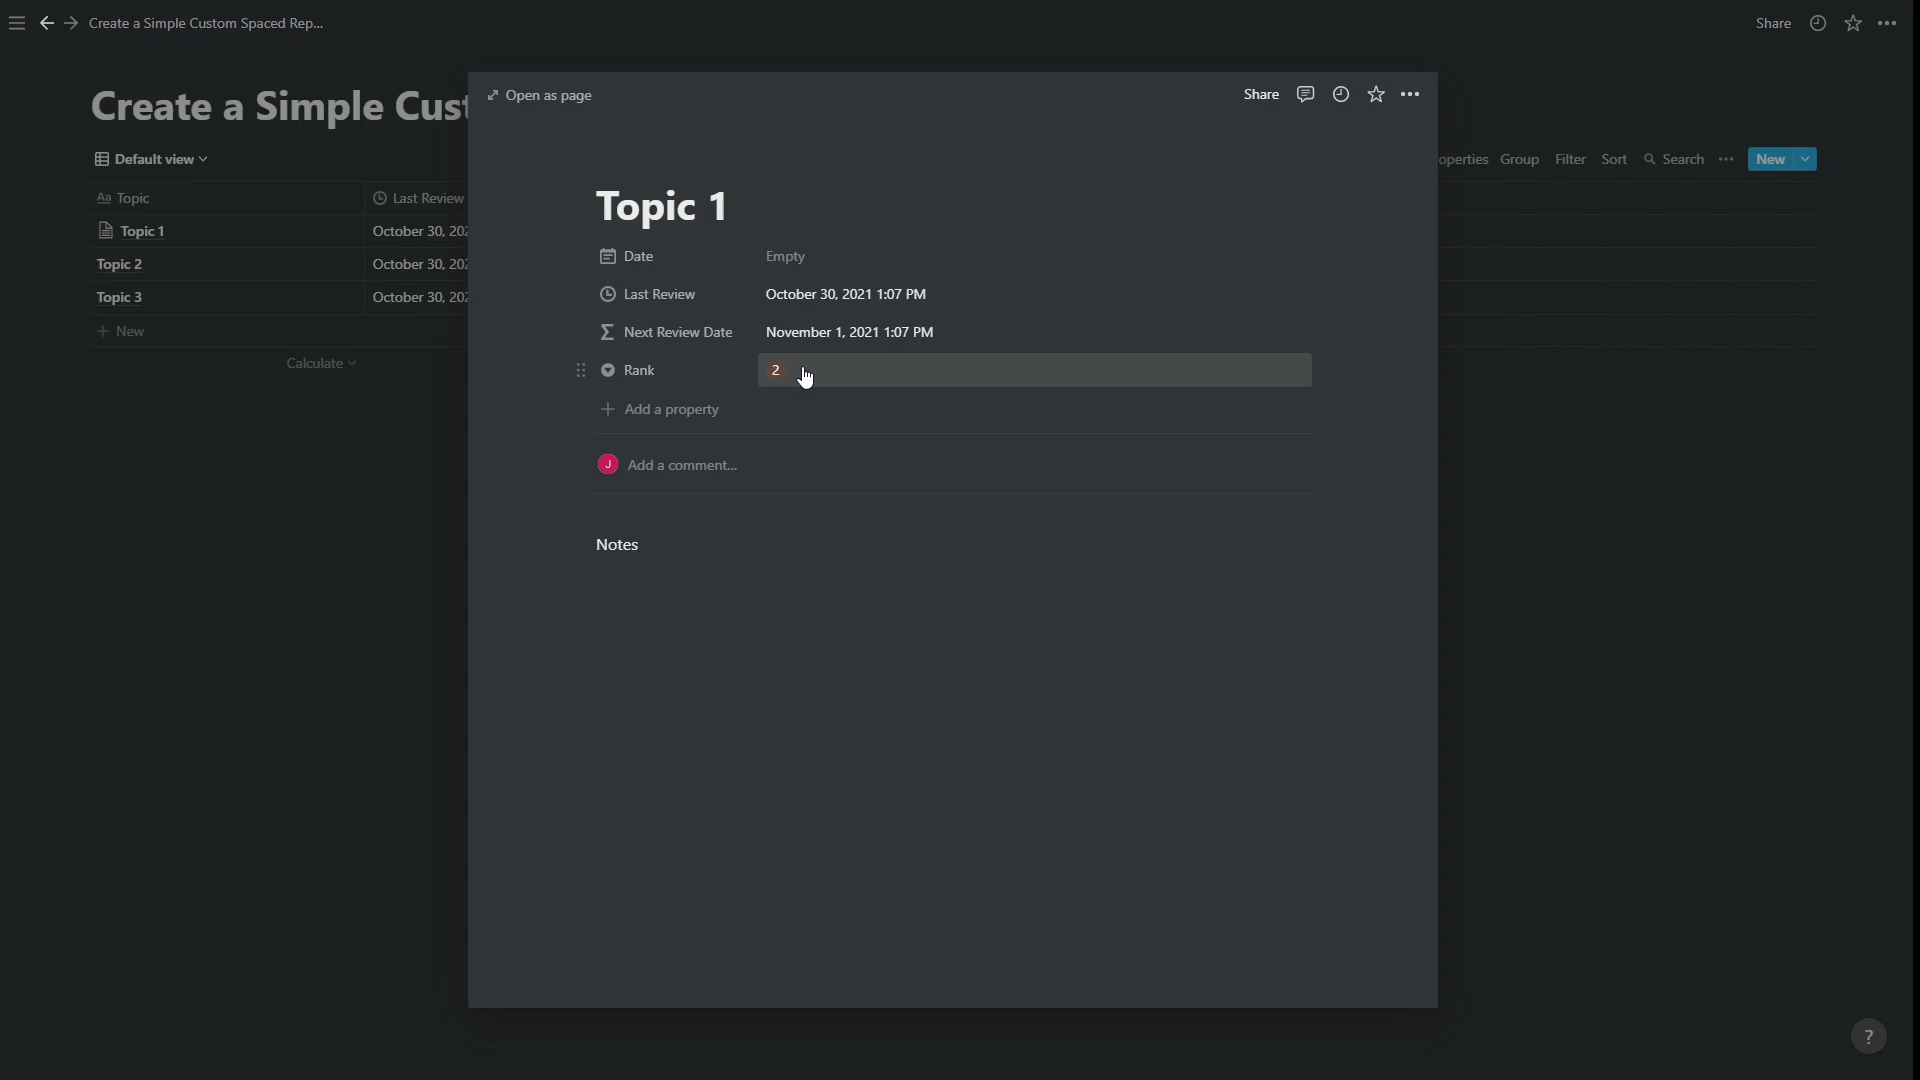 Create a Simple Custom Spaced Rep...
Share
Create a Simple Cust
Default view
Aa Topic
Last Review
Topic 1
October 30, 202
Topic 2
October 30, 202
Topic 3
October 30, 202
+ New
Calculate
Open as page
Share
Topic 1
Date
Empty
Last Review
October 30, 2021 1:07 PM
Next Review Date
November 1, 2021 1:07 PM
Rank
2
+ Add a property
J
Add a comment...
Notes
operties
Group
Filter
Sort
Search
New
?